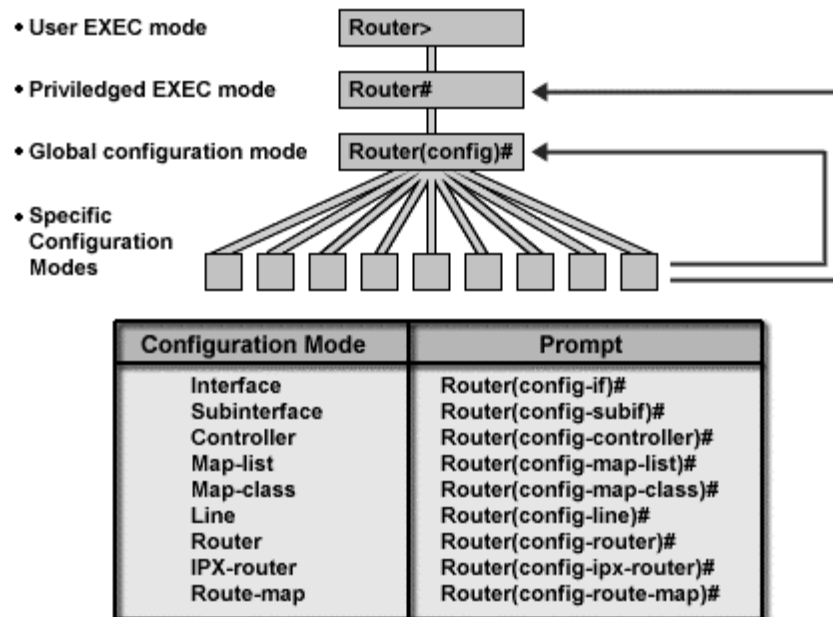 • User EXEC mode Router>
• Priviledged EXEC mode Router#
• Global configuration mode Router(config)#
• Specific
Configuration
Modes
Configuration Mode Prompt
Interface Router(config-if)#
Subinterface Router(config-subif)#
Controller Router(config-controller)#
Map-list Router(config-map-list)#
Map-class Router(config-map-class)#
Line Router(config-line)#
Router Router(config-router)#
IPX-router Router(config-ipx-router)#
Route-map Router(config-route-map)#